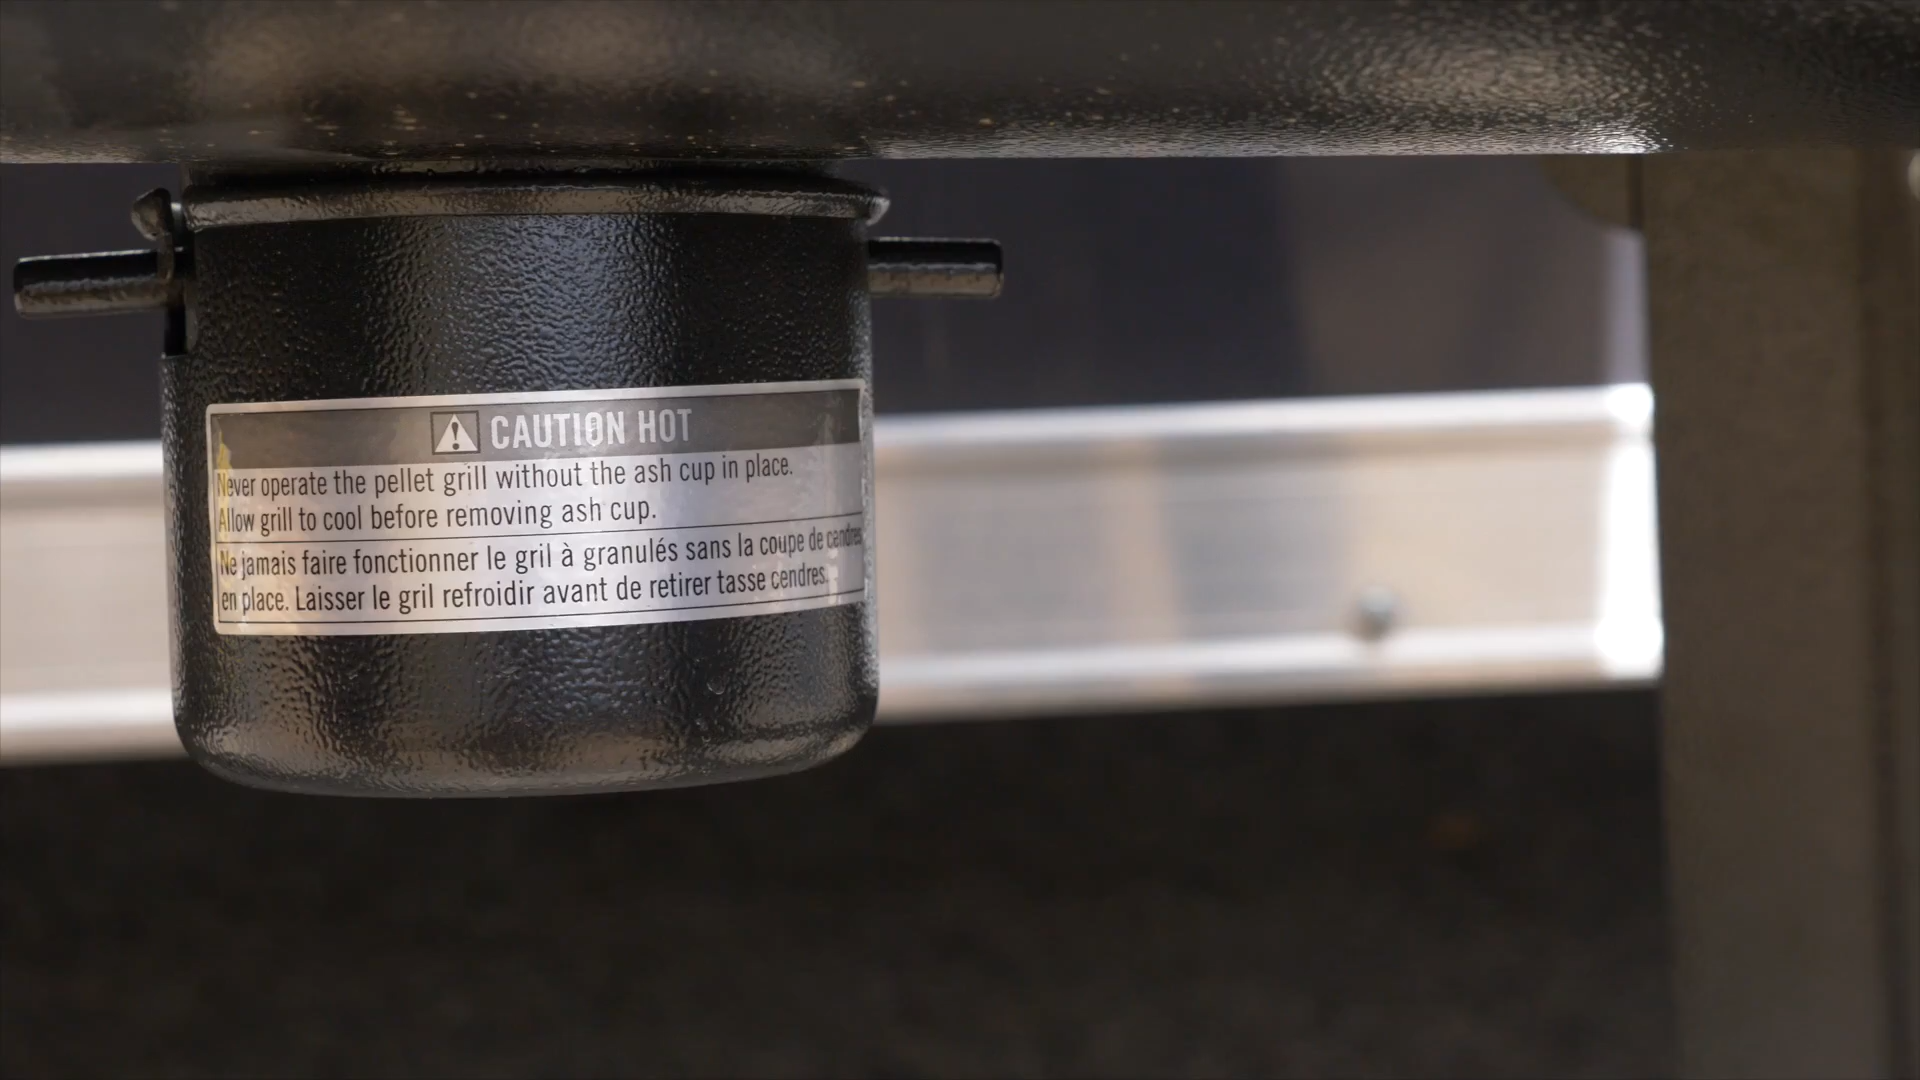 CAUTION HOT
Never operate the pellet grill without the ash cup in place.
Allow grill to cool before removing ash cup.
Ne jamais faire fonctionner le gril à granulés sans la coupe de candres
en place. Laisser le gril refroidir avant de retirer tasse cendres.